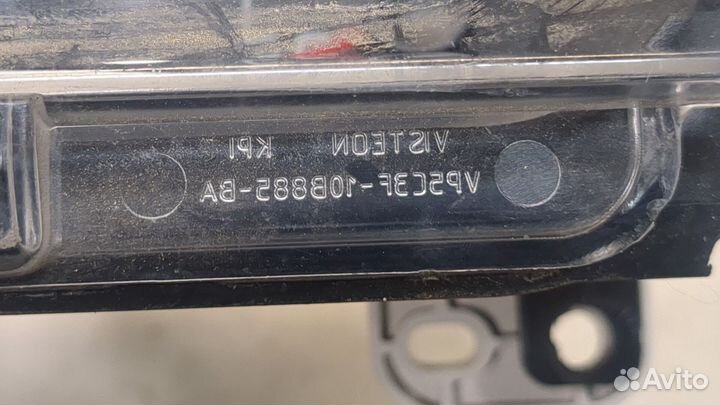 VISTEON KPI
VP5C3F-10B885-BA
Avito